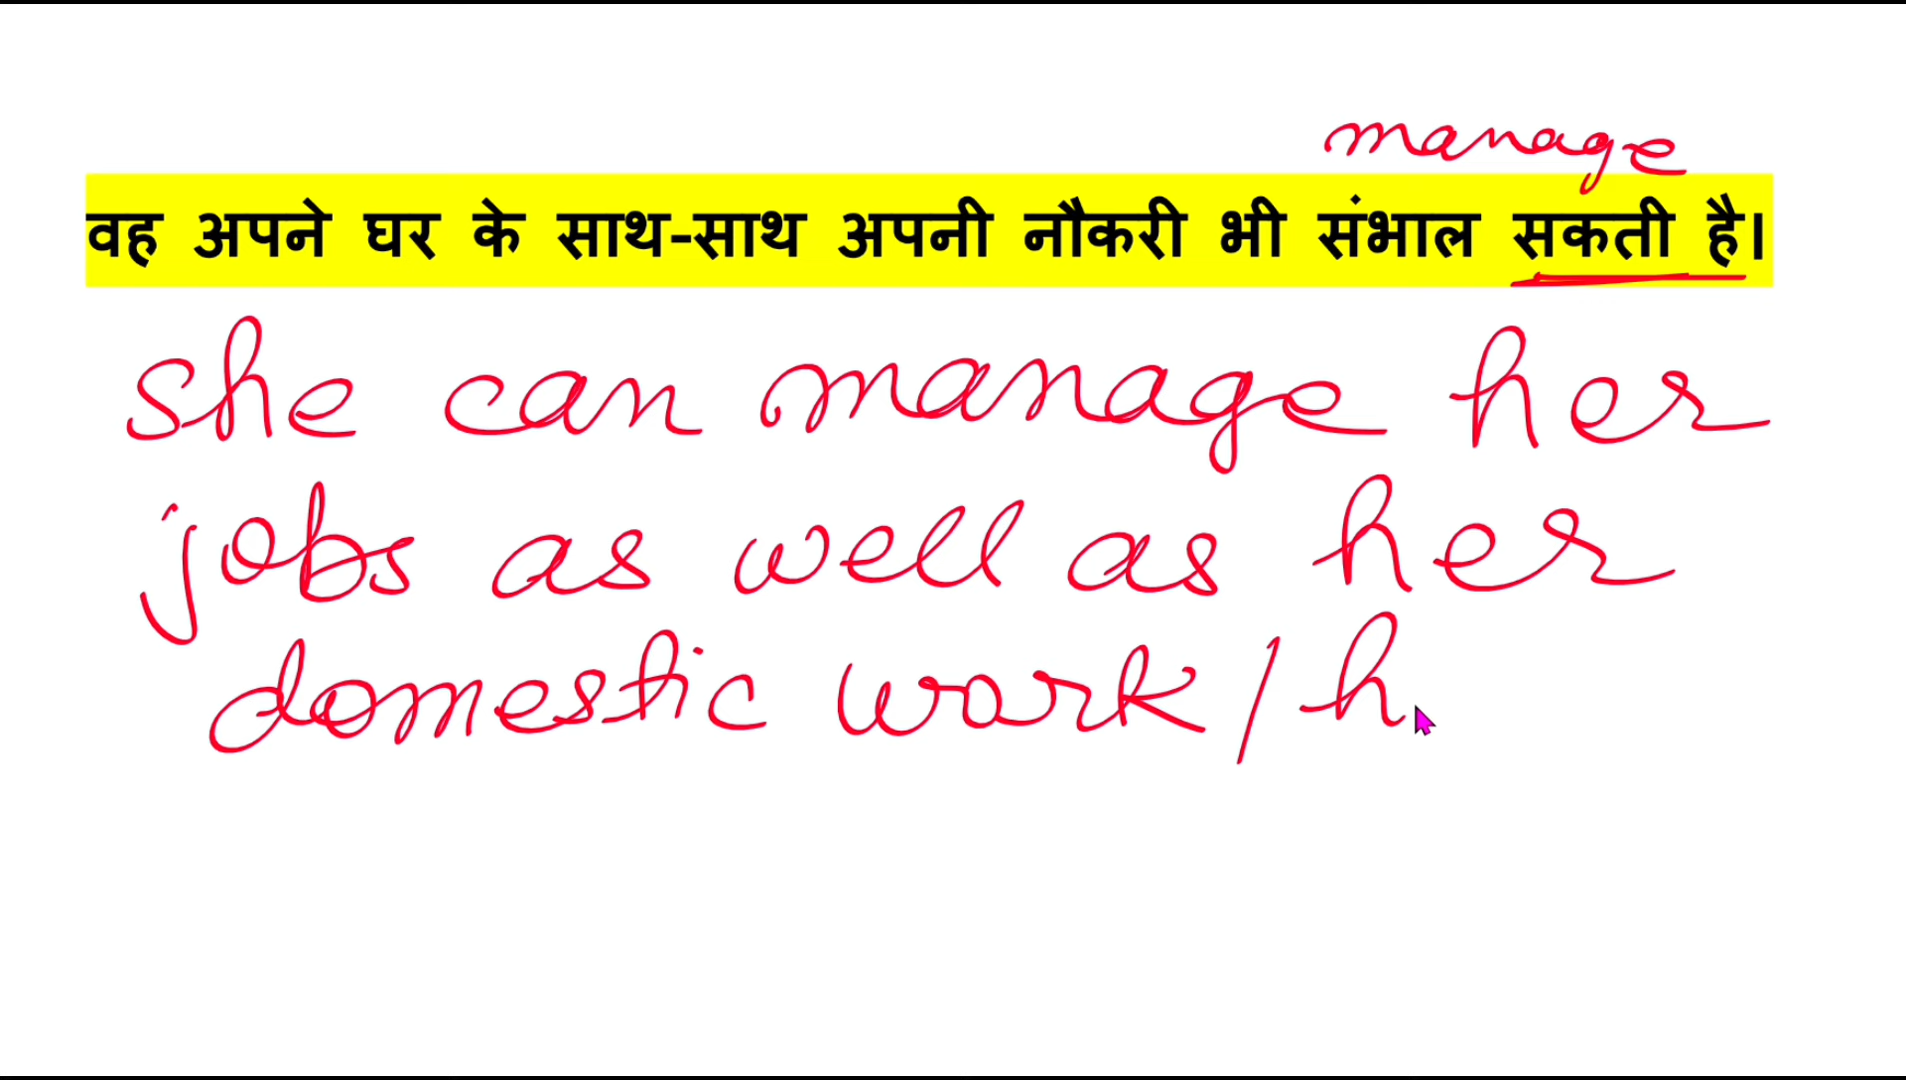 manage
वह अपने घर के साथ-साथ अपनी नौकरी भी संभाल सकती है।
she can manage her
jobs as well as her
domestic work / h